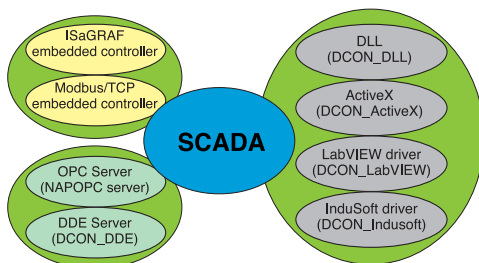 ISaGRAF
embedded controller
Modbus/TCP
embedded controller
OPC Server
(NAPOPC server)
DDE Server
(DCON_DDE)
SCADA
DLL
(DCON_DLL)
ActiveX
(DCON_ActiveX)
LabVIEW driver
(DCON_LabVIEW)
InduSoft driver
(DCON_Indusoft)